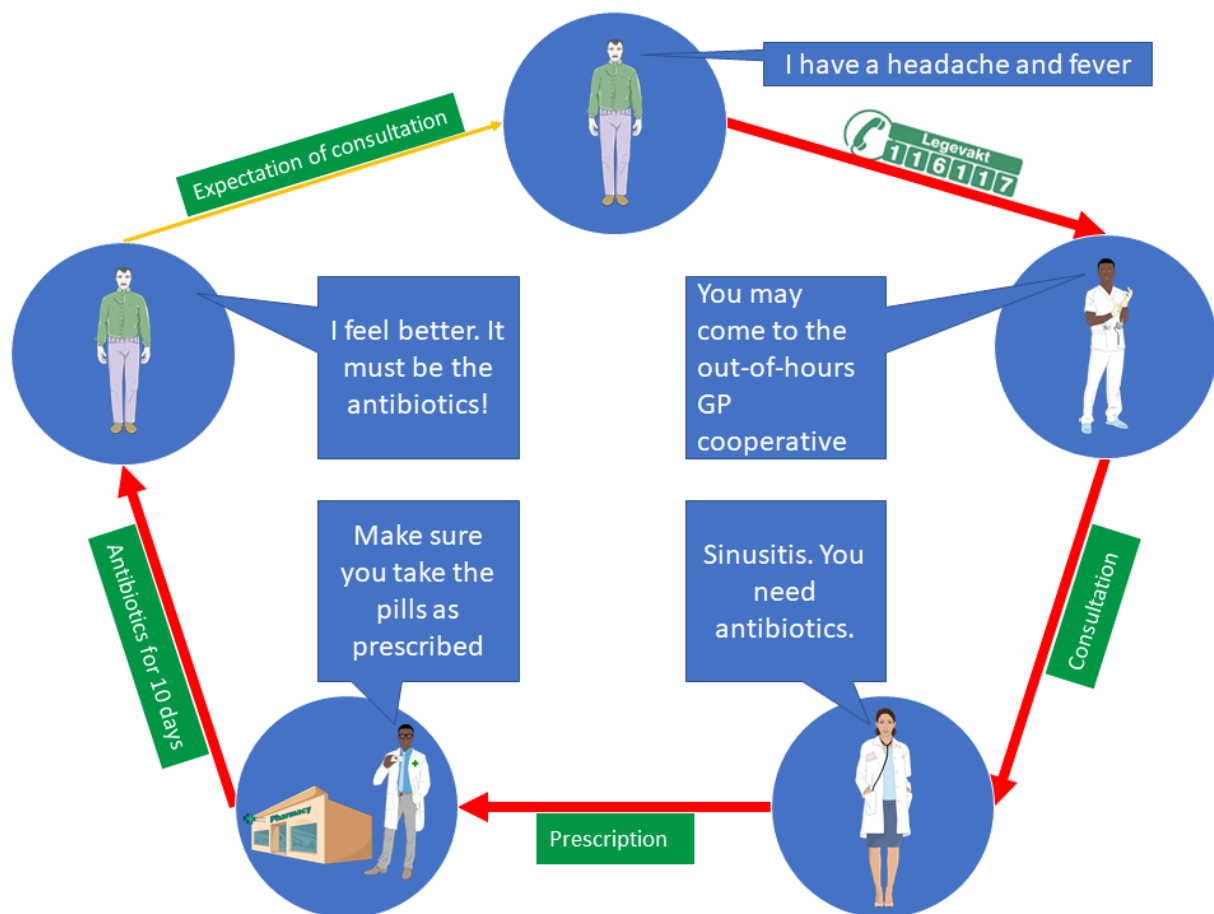 I have a headache and fever
Legevakt
116117
You may
come to the
out-of-hours
GP
cooperative
Consultation
Sinusitis. You
need
antibiotics.
Prescription
Make sure
you take the
pills as
prescribed
Pharmacy
Antibiotics for 10 days
I feel better. It
must be the
antibiotics!
Expectation of consultation